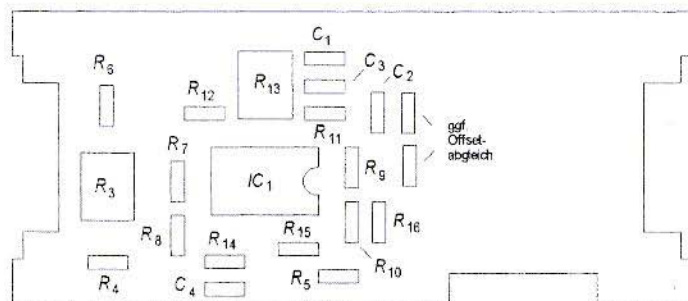 C1
C3
C2
R6
R12
R13
R11
ggf.
Offset-
abgleich
R7
R9
R3
IC1
R8
R14
R15
R16
R4
C4
R5
R10